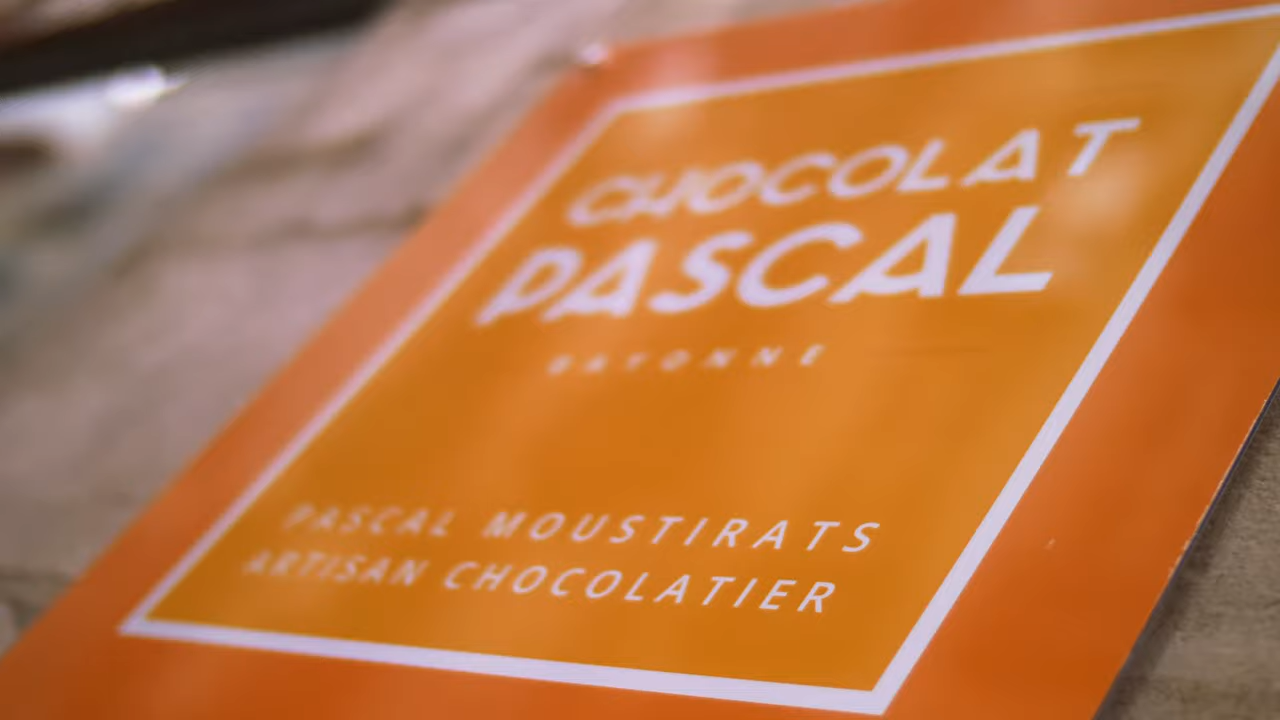 CHOCOLAT
PASCAL
BAYONNE
PASCAL MOUSTIRATS
ARTISAN CHOCOLATIER